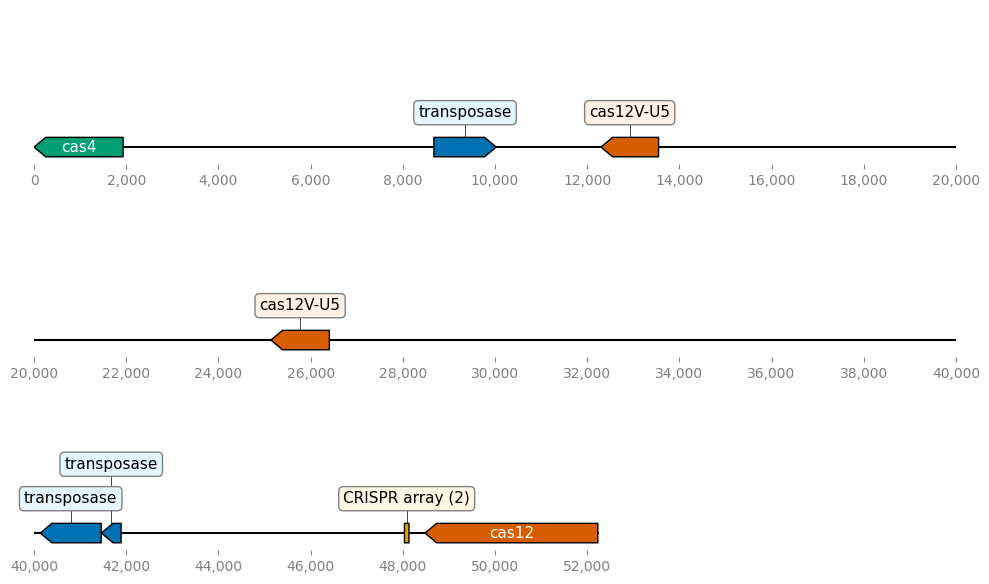 transposase cas12V-U5
cas4
0 2,000 4,000 6,000 8,000 10,000 12,000 14,000 16,000 18,000 20,000
cas12V-U5
20,000 22,000 24,000 26,000 28,000 30,000 32,000 34,000 36,000 38,000 40,000
transposase
transposase CRISPR array (2)
cas12
40,000 42,000 44,000 46,000 48,000 50,000 52,000